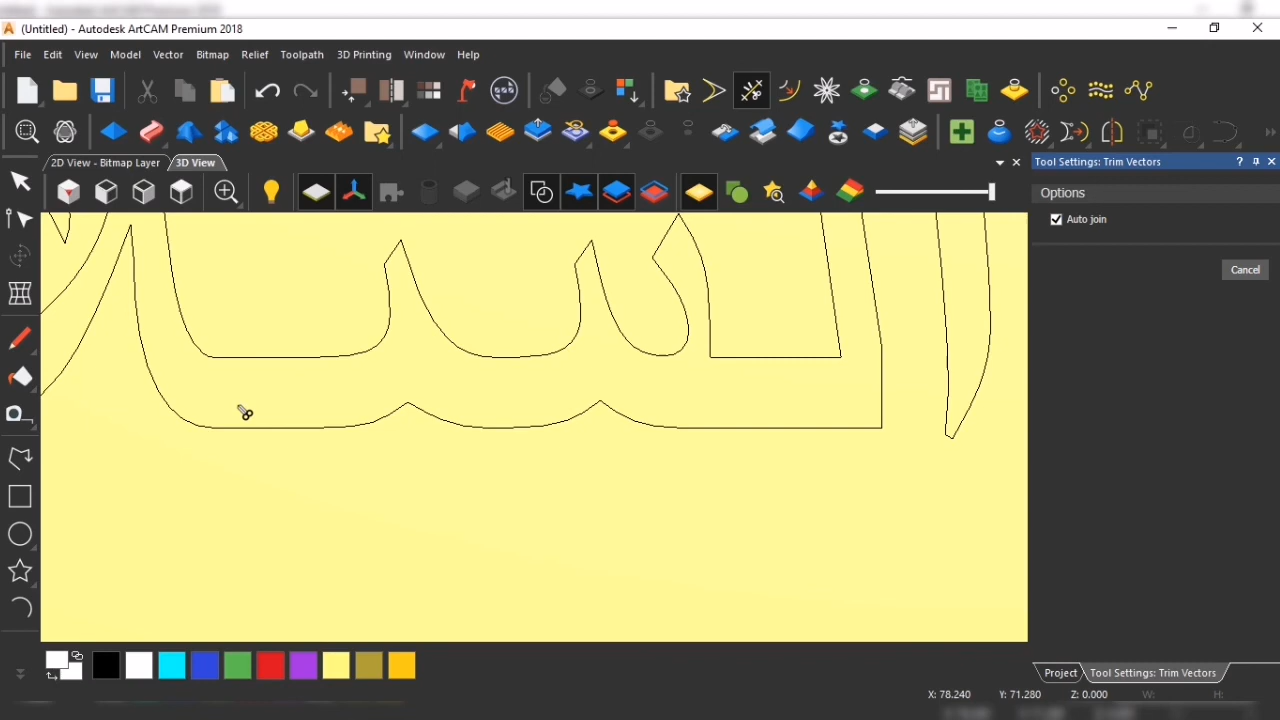 (Untitled) - Autodesk ArtCAM Premium 2018
File Edit View Model Vector Bitmap Relief Toolpath 3D Printing Window Help
2D View - Bitmap Layer 3D View
Tool Settings: Trim Vectors
Options
Auto join
Cancel
Project Tool Settings: Trim Vectors
X: 78.240 Y: 71.280 Z: 0.000 W: H: